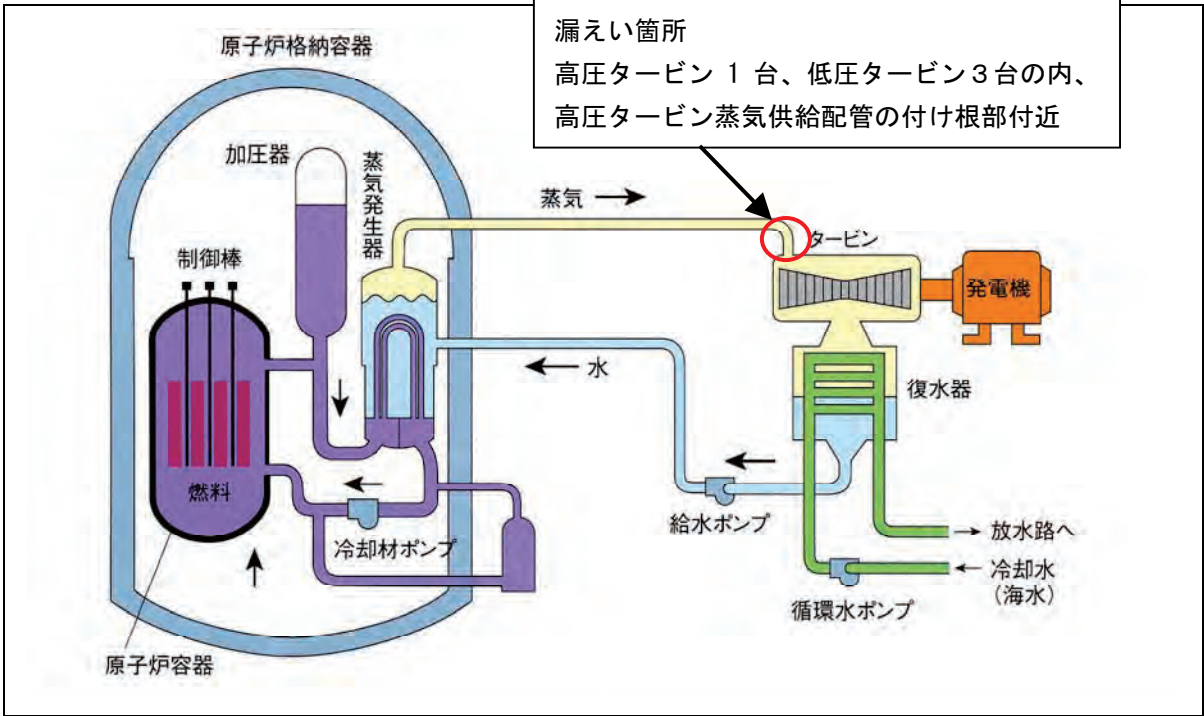 漏えい箇所
高圧タービン 1 台、低圧タービン３台の内、
高圧タービン蒸気供給配管の付け根部付近
原子炉格納容器
加圧器
蒸気発生器
蒸気
タービン
制御棒
発電機
水
復水器
燃料
冷却材ポンプ
給水ポンプ
放水路へ
冷却水
（海水）
循環水ポンプ
原子炉容器